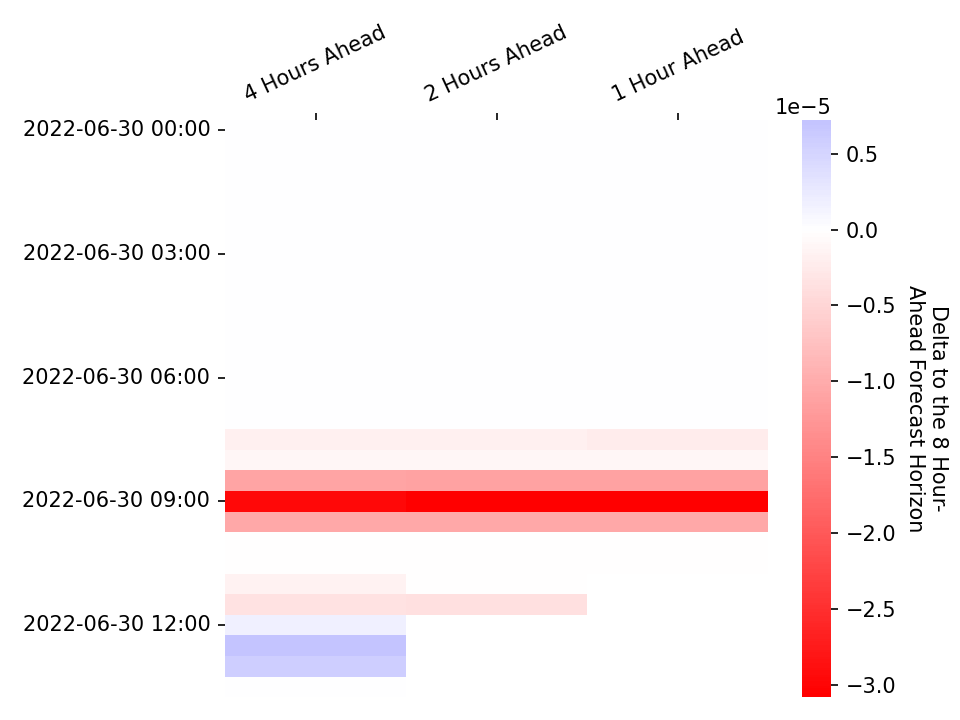 4 Hours Ahead
2 Hours Ahead
1 Hour Ahead
2022-06-30 00:00
2022-06-30 03:00
2022-06-30 06:00
2022-06-30 09:00
2022-06-30 12:00
1e−5
0.5
0.0
−0.5
−1.0
−1.5
−2.0
−2.5
−3.0
Delta to the 8 Hour-
Ahead Forecast Horizon